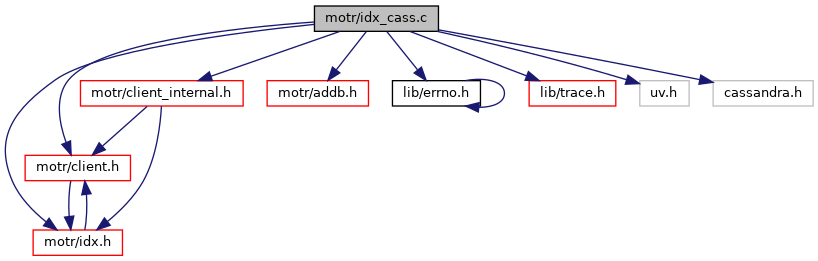 motr/idx_cass.c
motr/client_internal.h
motr/addb.h
lib/errno.h
lib/trace.h
uv.h
cassandra.h
motr/client.h
motr/idx.h